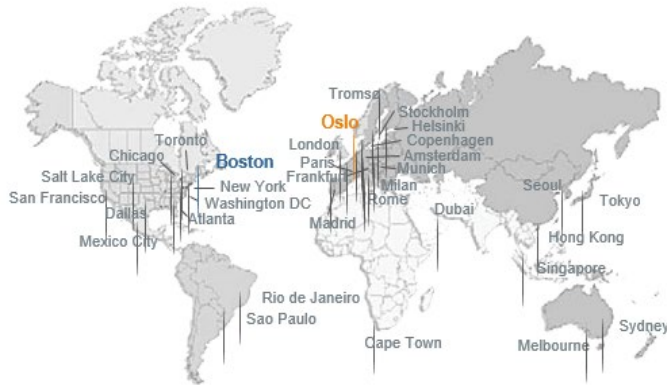 Tromsø
Oslo
Stockholm
Helsinki
London
Copenhagen
Toronto
Chicago
Boston
Paris
Amsterdam
Frankfurt
Munich
Salt Lake City
New York
Milan
Seoul
San Francisco
Washington DC
Rome
Tokyo
Dallas
Atlanta
Madrid
Dubai
Mexico City
Hong Kong
Singapore
Rio de Janeiro
Sao Paulo
Sydney
Cape Town
Melbourne